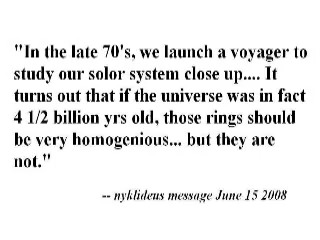 "In the late 70's, we launch a voyager to
study our solor system close up.... It
turns out that if the universe was in fact
4 1/2 billion yrs old, those rings should
be very homogenious... but they are
not."
-- nyklideus message June 15 2008